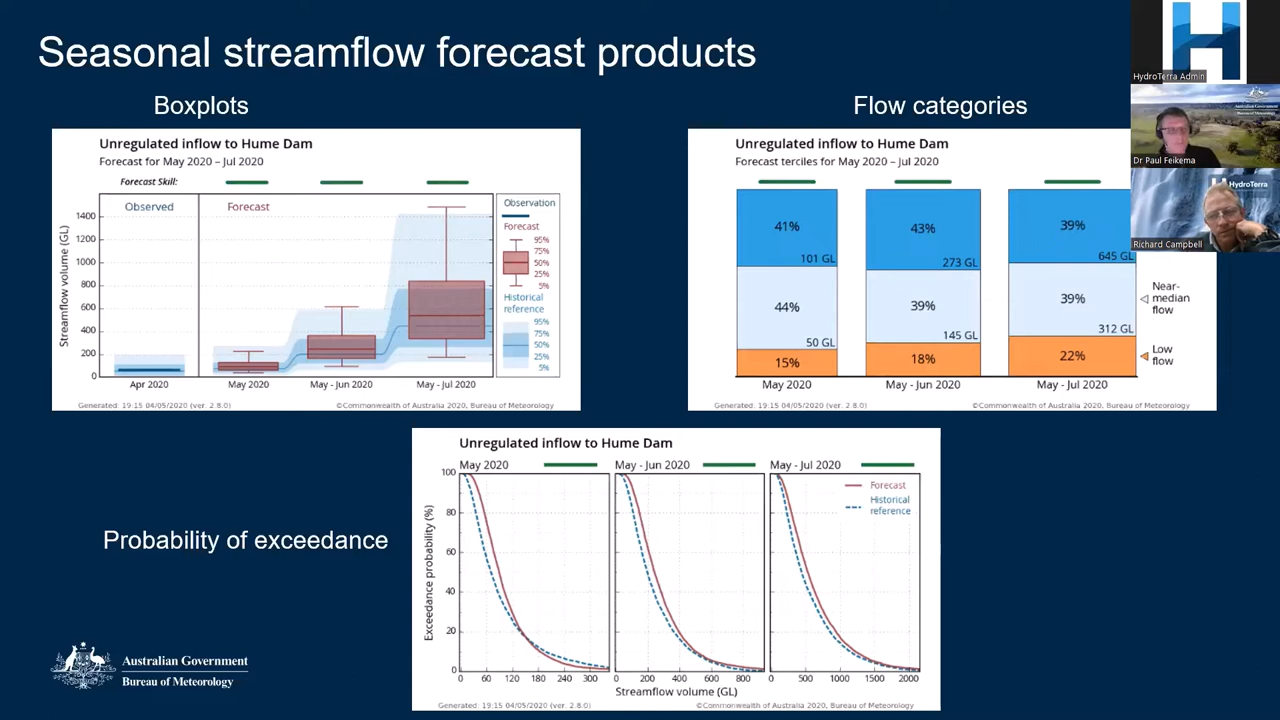 Seasonal streamflow forecast products
Boxplots
Unregulated inflow to Hume Dam
Forecast for May 2020 – Jul 2020
Forecast Skill:
Observed
Forecast
Streamflow volume (GL)
1400
1200
1000
800
600
400
200
0
Apr 2020
May 2020
May - Jun 2020
May - Jul 2020
Observation
Forecast
95%
75%
50%
25%
5%
Historical
reference
95%
75%
50%
25%
5%
Generated: 19:15 04/05/2020 (ver. 2.8.0)
©Commonwealth of Australia 2020, Bureau of Meteorology
Flow categories
Unregulated inflow to Hume Dam
Forecast terciles for May 2020 – Jul 2020
41%
101 GL
44%
50 GL
15%
May 2020
43%
273 GL
39%
145 GL
18%
May - Jun 2020
39%
645 GL
39%
312 GL
22%
May - Jul 2020
Near-
median
flow
Low
flow
Generated: 19:15 04/05/2020 (ver. 2.8.0)
©Commonwealth of Australia 2020, Bureau of Meteorology
HydroTerra Admin
Australian Government
Bureau of Meteorology
Dr Paul Feikema
HydroTerra
Richard Campbell
Probability of exceedance
Unregulated inflow to Hume Dam
May 2020
May - Jun 2020
May - Jul 2020
Exceedance probability (%)
100
80
60
40
20
0
Forecast
Historical
reference
0 60 120 180 240 300
0 200 400 600 800
0 500 1000 1500 2000
Streamflow volume (GL)
Generated: 19:15 04/05/2020 (ver. 2.8.0)
©Commonwealth of Australia 2020, Bureau of Meteorology
Australian Government
Bureau of Meteorology